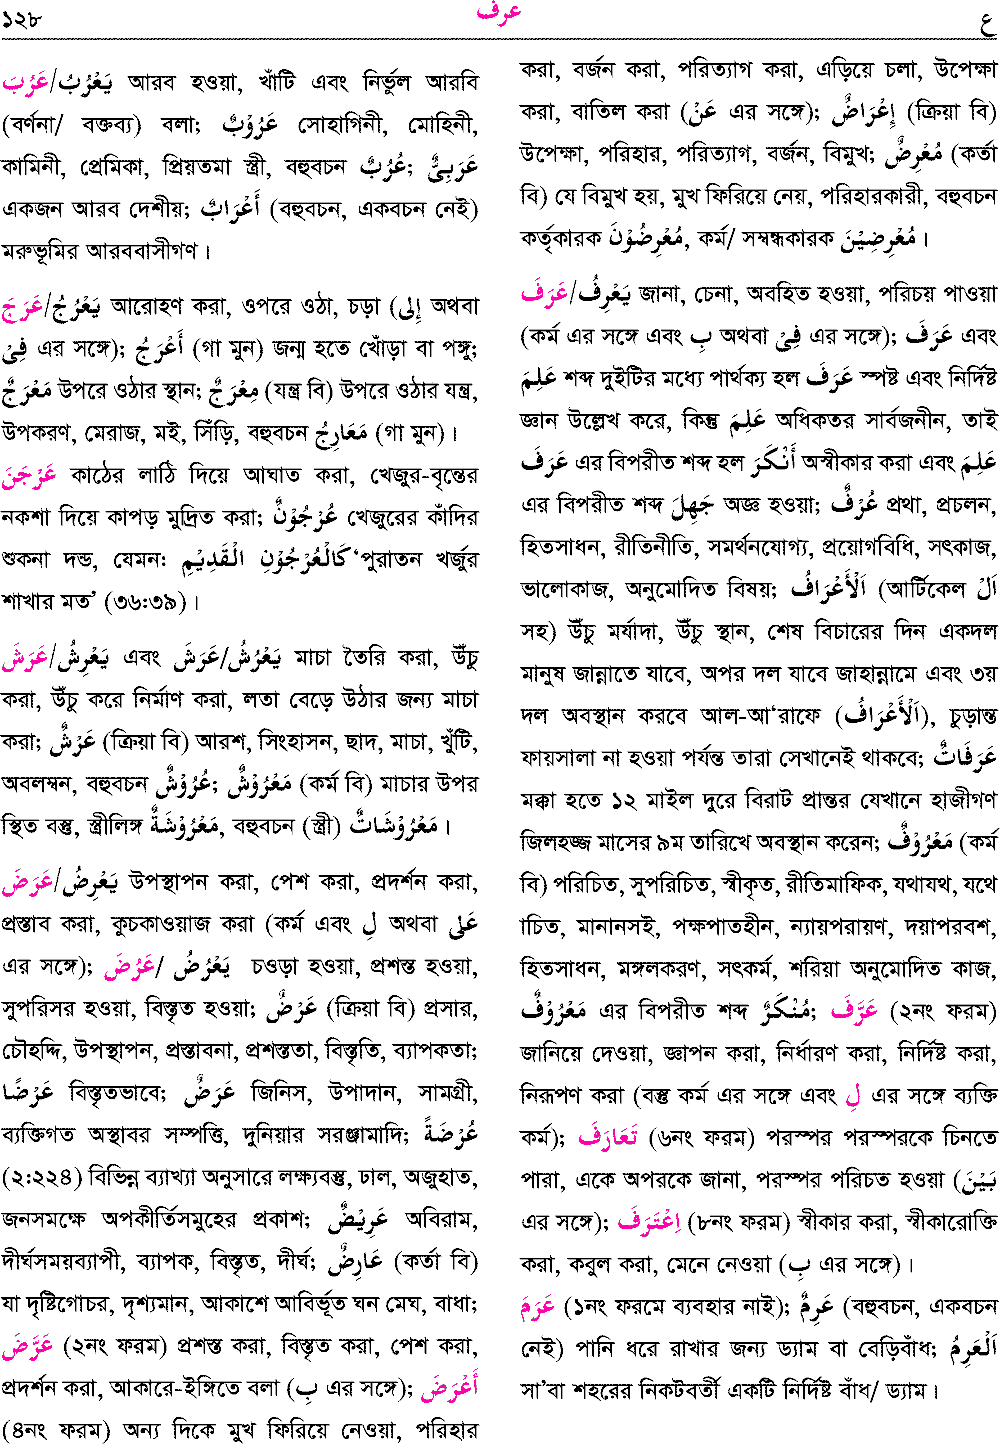 ১২৮ عرف ع
عَرُبَ/يَعْرُبُ আরব হওয়া, খাঁটি এবং নির্ভুল আরবি
(বর্ণনা/ বক্তব্য) বলা; عَرُوْبٌ সোহাগিনী, মোহিনী,
কামিনী, প্রেমিকা, প্রিয়তমা স্ত্রী, বহুবচন عُرُبٌ; عَرَبِيٌّ
একজন আরব দেশীয়; أَعْرَابٌ (বহুবচন, একবচন নেই)
মরুভূমির আরববাসীগণ।
عَرَجَ/يَعْرُجُ আরোহণ করা, ওপরে ওঠা, চড়া (إِلى অথবা
فِيْ এর সঙ্গে); أَعْرَجُ (গা মুন) জন্ম হতে খোঁড়া বা পঙ্গু;
مَعْرَجٌ উপরে ওঠার স্থান; مِعْرَجٌ (যন্ত্র বি) উপরে ওঠার যন্ত্র,
উপকরণ, মেরাজ, মই, সিঁড়ি, বহুবচন مَعَارِجُ (গা মুন)।
عَرْجَنَ কাঠের লাঠি দিয়ে আঘাত করা, খেজুর-বৃন্তের
নকশা দিয়ে কাপড় মুদ্রিত করা; عُرْجُوْنٌ খেজুরের কাঁদির
শুকনা দন্ড, যেমন: كَالْعُرْجُوْنِ الْقَدِيْمِ ‘পুরাতন খর্জুর
শাখার মত’ (৩৬:৩৯)।
عَرَشَ/يَعْرِشُ এবং عَرَشَ/يَعْرُشُ মাচা তৈরি করা, উঁচু
করা, উঁচু করে নির্মাণ করা, লতা বেড়ে উঠার জন্য মাচা
করা; عَرْشٌ (ক্রিয়া বি) আরশ, সিংহাসন, ছাদ, মাচা, খুঁটি,
অবলম্বন, বহুবচন عُرُوْشٌ; مَعْرُوْشٌ (কর্ম বি) মাচার উপর
স্থিত বস্তু, স্ত্রীলিঙ্গ مَعْرُوْشَةٌ, বহুবচন (স্ত্রী) مَعْرُوْشَاتٌ।
عَرَضَ/يَعْرِضُ উপস্থাপন করা, পেশ করা, প্রদর্শন করা,
প্রস্তাব করা, কুচকাওয়াজ করা (কর্ম এবং لِ অথবা عَلى
এর সঙ্গে); عَرُضَ/ يَعْرُضُ চওড়া হওয়া, প্রশস্ত হওয়া,
সুপরিসর হওয়া, বিস্তৃত হওয়া; عَرْضٌ (ক্রিয়া বি) প্রসার,
চৌহদ্দি, উপস্থাপন, প্রস্তাবনা, প্রশস্ততা, বিস্তৃতি, ব্যাপকতা;
عَرْضًا বিস্তৃতভাবে; عَرَضٌ জিনিস, উপাদান, সামগ্রী,
ব্যক্তিগত অস্থাবর সম্পত্তি, দুনিয়ার সরঞ্জামাদি; عُرْضَةً
(২:২২৪) বিভিন্ন ব্যাখ্যা অনুসারে লক্ষ্যবস্তু, ঢাল, অজুহাত,
জনসমক্ষে অপকীর্তিসমুহের প্রকাশ; عَرِيْضٌ অবিরাম,
দীর্ঘসময়ব্যাপী, ব্যাপক, বিস্তৃত, দীর্ঘ; عَارِضٌ (কর্তা বি)
যা দৃষ্টিগোচর, দৃশ্যমান, আকাশে আবির্ভূত ঘন মেঘ, বাধা;
عَرَّضَ (২নং ফরম) প্রশস্ত করা, বিস্তৃত করা, পেশ করা,
প্রদর্শন করা, আকারে-ইঙ্গিতে বলা (بِ এর সঙ্গে); أَعْرَضَ
(৪নং ফরম) অন্য দিকে মুখ ফিরিয়ে নেওয়া, পরিহার
করা, বর্জন করা, পরিত্যাগ করা, এড়িয়ে চলা, উপেক্ষা
করা, বাতিল করা (عَنْ এর সঙ্গে); إِعْرَاضٌ (ক্রিয়া বি)
উপেক্ষা, পরিহার, পরিত্যাগ, বর্জন, বিমুখ; مُعْرِضٌ (কর্তা
বি) যে বিমুখ হয়, মুখ ফিরিয়ে নেয়, পরিহারকারী, বহুবচন
কর্তৃকারক مُعْرِضُوْنَ, কর্ম/ সম্বন্ধকারক مُعْرِضِيْنَ।
عَرَفَ/يَعْرِفُ জানা, চেনা, অবহিত হওয়া, পরিচয় পাওয়া
(কর্ম এর সঙ্গে এবং بِ অথবা فِيْ এর সঙ্গে); عَرَفَ এবং
عَلِمَ শব্দ দুইটির মধ্যে পার্থক্য হল عَرَفَ স্পষ্ট এবং নির্দিষ্ট
জ্ঞান উল্লেখ করে, কিন্তু عَلِمَ অধিকতর সার্বজনীন, তাই
عَرَفَ এর বিপরীত শব্দ হল أَنْكَرَ অস্বীকার করা এবং عَلِمَ
এর বিপরীত শব্দ جَهِلَ অজ্ঞ হওয়া; عُرْفٌ প্রথা, প্রচলন,
হিতসাধন, রীতিনীতি, সমর্থনযোগ্য, প্রয়োগবিধি, সৎকাজ,
ভালোকাজ, অনুমোদিত বিষয়; اَلْأَعْرَافُ (আর্টিকেল اَلْ
সহ) উঁচু মর্যাদা, উঁচু স্থান, শেষ বিচারের দিন একদল
মানুষ জান্নাতে যাবে, অপর দল যাবে জাহান্নামে এবং ৩য়
দল অবস্থান করবে আল-আ‘রাফে (اَلْأَعْرَافُ), চুড়ান্ত
ফায়সালা না হওয়া পর্যন্ত তারা সেখানেই থাকবে; عَرَفَاتٌ
মক্কা হতে ১২ মাইল দুরে বিরাট প্রান্তর যেখানে হাজীগণ
জিলহজ্জ মাসের ৯ম তারিখে অবস্থান করেন; مَعْرُوْفٌ (কর্ম
বি) পরিচিত, সুপরিচিত, স্বীকৃত, রীতিমাফিক, যথাযথ, যথে
াচিত, মানানসই, পক্ষপাতহীন, ন্যায়পরায়ণ, দয়াপরবশ,
হিতসাধন, মঙ্গলকরণ, সৎকর্ম, শরিয়া অনুমোদিত কাজ,
مَعْرُوْفٌ এর বিপরীত শব্দ مُنْكَرٌ; عَرَّفَ (২নং ফরম)
জানিয়ে দেওয়া, জ্ঞাপন করা, নির্ধারণ করা, নির্দিষ্ট করা,
নিরূপণ করা (বস্তু কর্ম এর সঙ্গে এবং لِ এর সঙ্গে ব্যক্তি
কর্ম); تَعَارَفَ (৬নং ফরম) পরস্পর পরস্পরকে চিনতে
পারা, একে অপরকে জানা, পরস্পর পরিচিত হওয়া (بَيْنَ
এর সঙ্গে); اِعْتَرَفَ (৮নং ফরম) স্বীকার করা, স্বীকারোক্তি
করা, কবুল করা, মেনে নেওয়া (بِ এর সঙ্গে)।
عَرَمَ (১নং ফরমে ব্যবহার নাই); عَرِمٌ (বহুবচন, একবচন
নেই) পানি ধরে রাখার জন্য ড্যাম বা বেড়িবাঁধ; اَلْعَرِمُ
সা’বা শহরের নিকটবর্তী একটি নির্দিষ্ট বাঁধ/ ড্যাম।